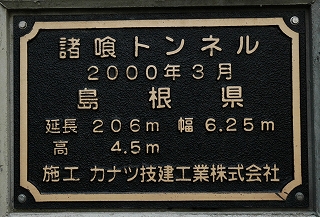 諸喰トンネル
2000年3月
島根県
延長 206m 幅 6.25m
高 4.5m
施工 カナツ技建工業株式会社